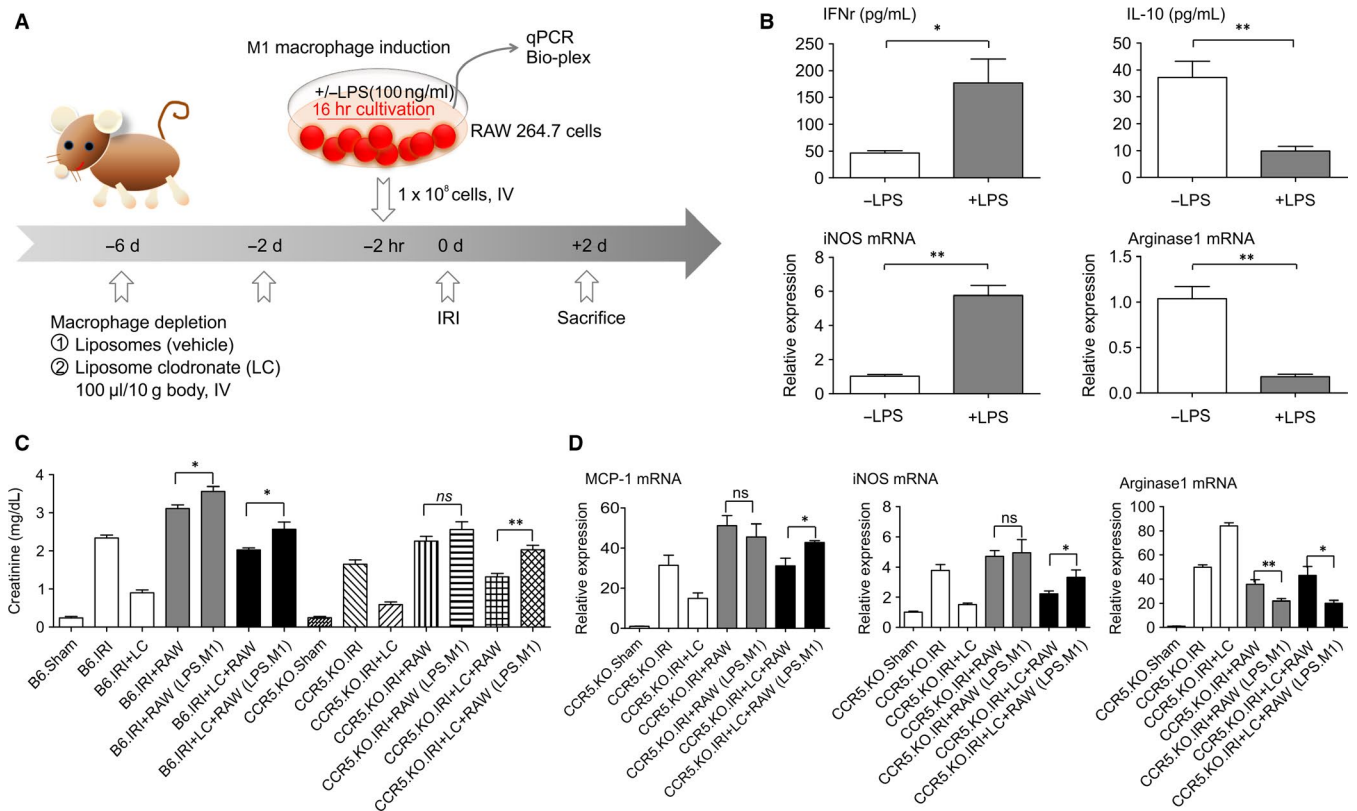 A
M1 macrophage induction
qPCR
Bio-plex
+/–LPS(100 ng/ml)
16 hr cultivation
RAW 264.7 cells
1 x 10⁸ cells, IV
–6 d
–2 d
–2 hr
0 d
+2 d
Macrophage depletion
① Liposomes (vehicle)
② Liposome clodronate (LC)
100 µl/10 g body, IV
IRI
Sacrifice
B
IFNr (pg/mL)
250
200
150
100
50
0
*
–LPS
+LPS
IL-10 (pg/mL)
50
40
30
20
10
0
**
–LPS
+LPS
iNOS mRNA
Relative expression
8
6
4
2
0
**
–LPS
+LPS
Arginase1 mRNA
Relative expression
1.5
1.0
0.5
0.0
**
–LPS
+LPS
C
Creatinine (mg/dL)
4
3
2
1
0
*
*
ns
**
B6.Sham
B6.IRI
B6.IRI+LC
B6.IRI+RAW
B6.IRI+RAW (LPS.M1)
B6.IRI+LC+RAW
B6.IRI+LC+RAW (LPS.M1)
CCR5.KO.Sham
CCR5.KO.IRI
CCR5.KO.IRI+LC
CCR5.KO.IRI+RAW
CCR5.KO.IRI+RAW (LPS.M1)
CCR5.KO.IRI+LC+RAW
CCR5.KO.IRI+LC+RAW (LPS.M1)
D
MCP-1 mRNA
Relative expression
60
40
20
0
ns
*
CCR5.KO.Sham
CCR5.KO.IRI
CCR5.KO.IRI+LC
CCR5.KO.IRI+RAW
CCR5.KO.IRI+RAW (LPS.M1)
CCR5.KO.IRI+LC+RAW
CCR5.KO.IRI+LC+RAW (LPS.M1)
iNOS mRNA
Relative expression
8
6
4
2
0
ns
*
CCR5.KO.Sham
CCR5.KO.IRI
CCR5.KO.IRI+LC
CCR5.KO.IRI+RAW
CCR5.KO.IRI+RAW (LPS.M1)
CCR5.KO.IRI+LC+RAW
CCR5.KO.IRI+LC+RAW (LPS.M1)
Arginase1 mRNA
Relative expression
100
80
60
40
20
0
**
*
CCR5.KO.Sham
CCR5.KO.IRI
CCR5.KO.IRI+LC
CCR5.KO.IRI+RAW
CCR5.KO.IRI+RAW (LPS.M1)
CCR5.KO.IRI+LC+RAW
CCR5.KO.IRI+LC+RAW (LPS.M1)